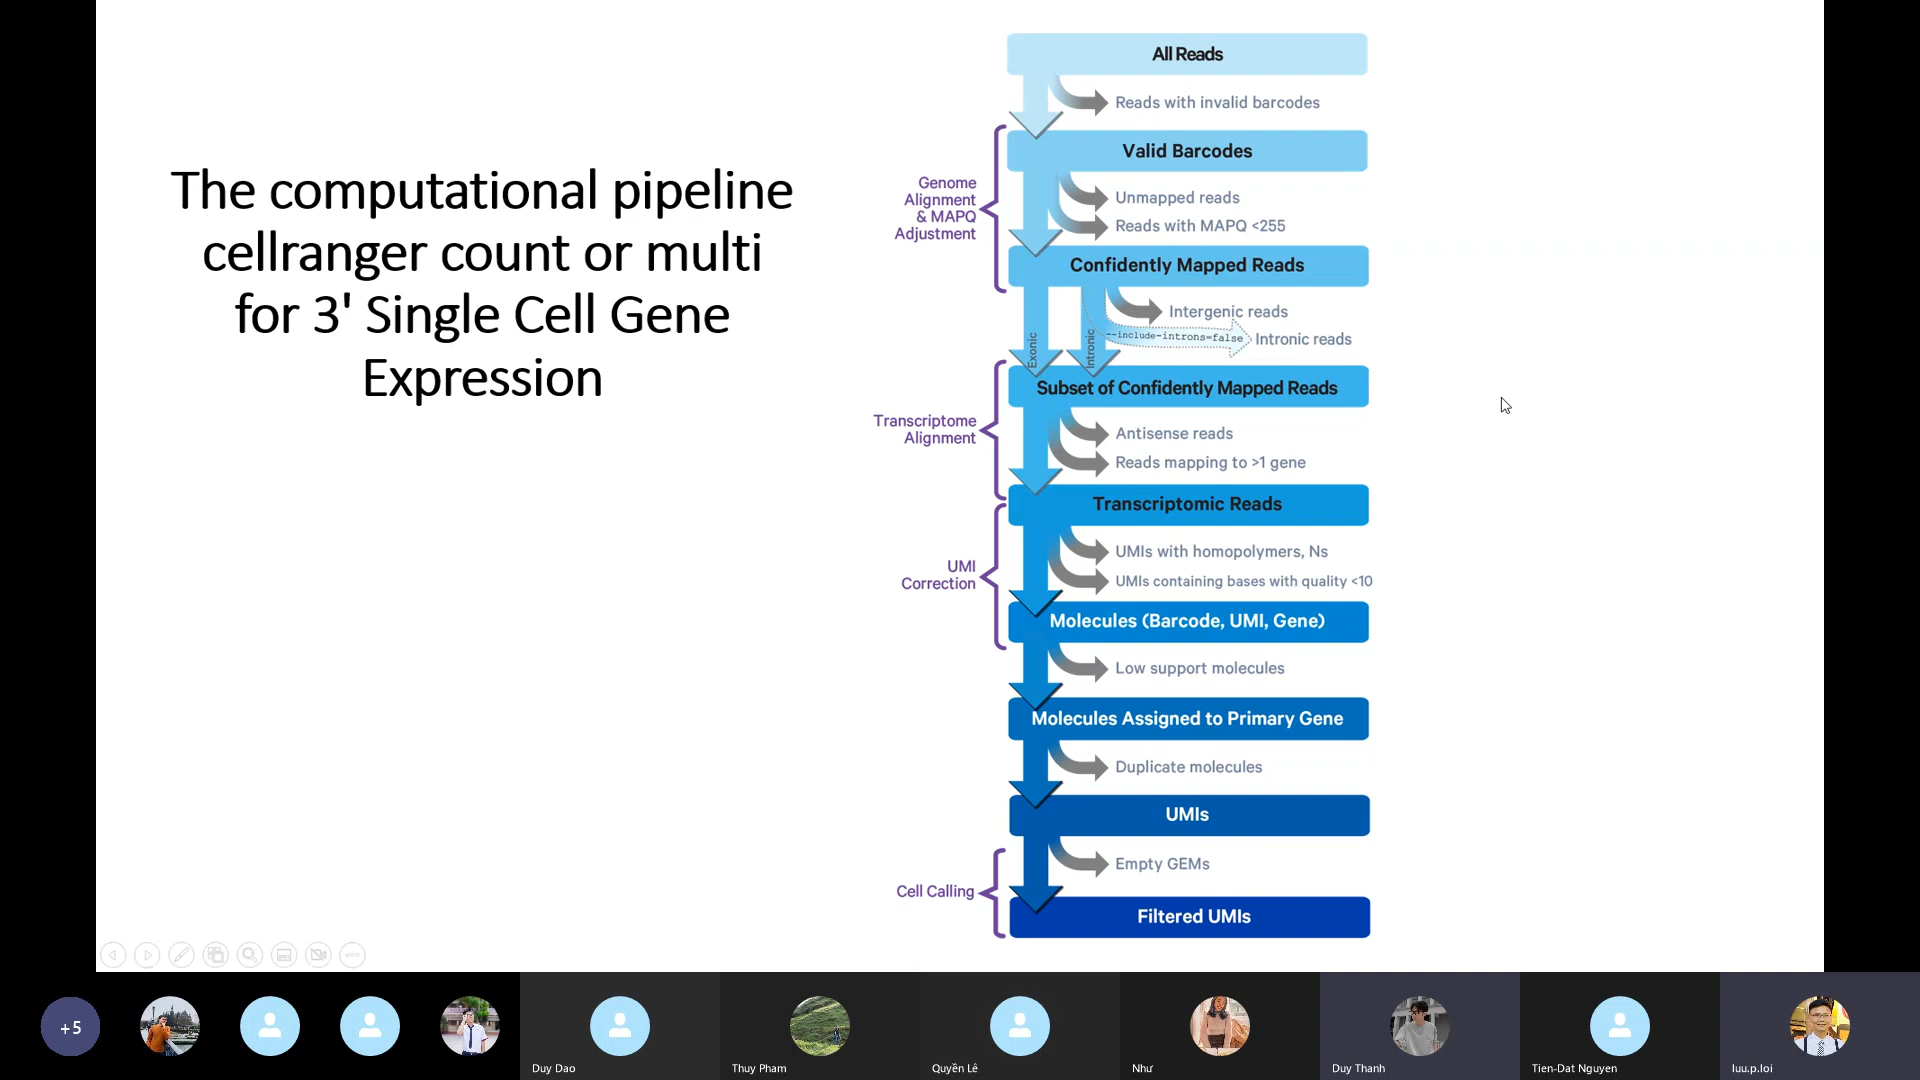 The computational pipeline
cellranger count or multi
for 3' Single Cell Gene
Expression
All Reads
Reads with invalid barcodes
Valid Barcodes
Genome
Alignment
& MAPQ
Adjustment
Unmapped reads
Reads with MAPQ <255
Confidently Mapped Reads
Intergenic reads
--include-introns=false
Intronic reads
Exonic
Intronic
Subset of Confidently Mapped Reads
Transcriptome
Alignment
Antisense reads
Reads mapping to >1 gene
Transcriptomic Reads
UMI
Correction
UMIs with homopolymers, Ns
UMIs containing bases with quality <10
Molecules (Barcode, UMI, Gene)
Low support molecules
Molecules Assigned to Primary Gene
Duplicate molecules
UMIs
Empty GEMs
Cell Calling
Filtered UMIs
+5
Duy Dao
Thuy Pham
Quyền Lê
Như
Duy Thanh
Tien-Dat Nguyen
luu.p.loi